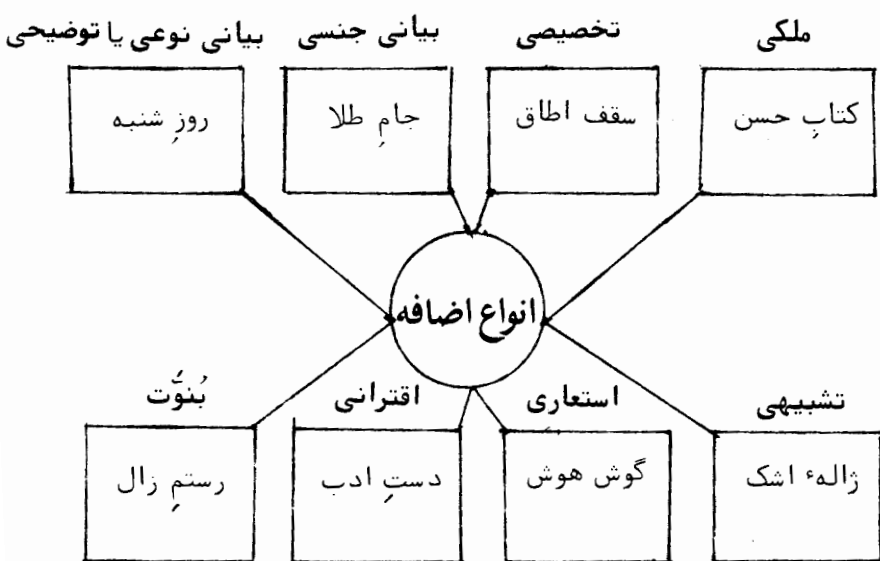 ملکی
تخصیصی
بیانی جنسی
بیانی نوعی یا توضیحی
کتابِ حسن
سقف اطاق
جامِ طلا
روزِ شنبه
انواع اضافه
تشبیهی
استعاری
اقترانی
بُنوَّت
ژالهٔ اشک
گوش هوش
دستِ ادب
رستمِ زال